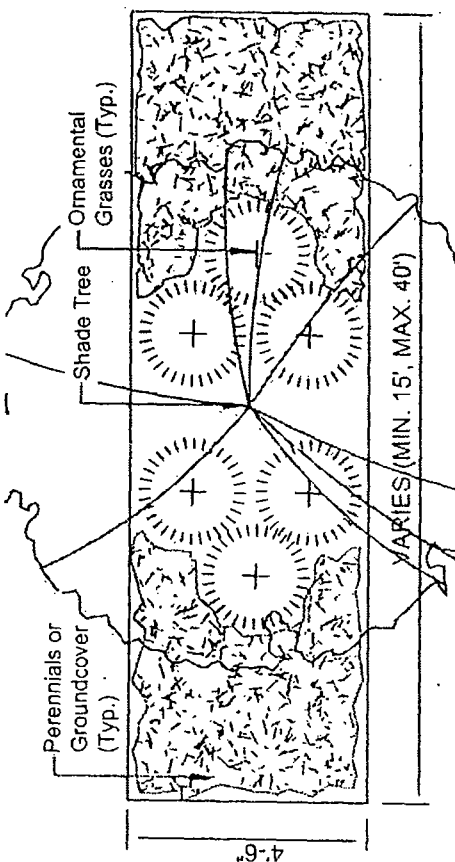 Perennials or
Groundcover
(Typ.)
Shade Tree
Ornamental
Grasses (Typ.)
VARIES (MIN. 15', MAX. 40')
4'-6"